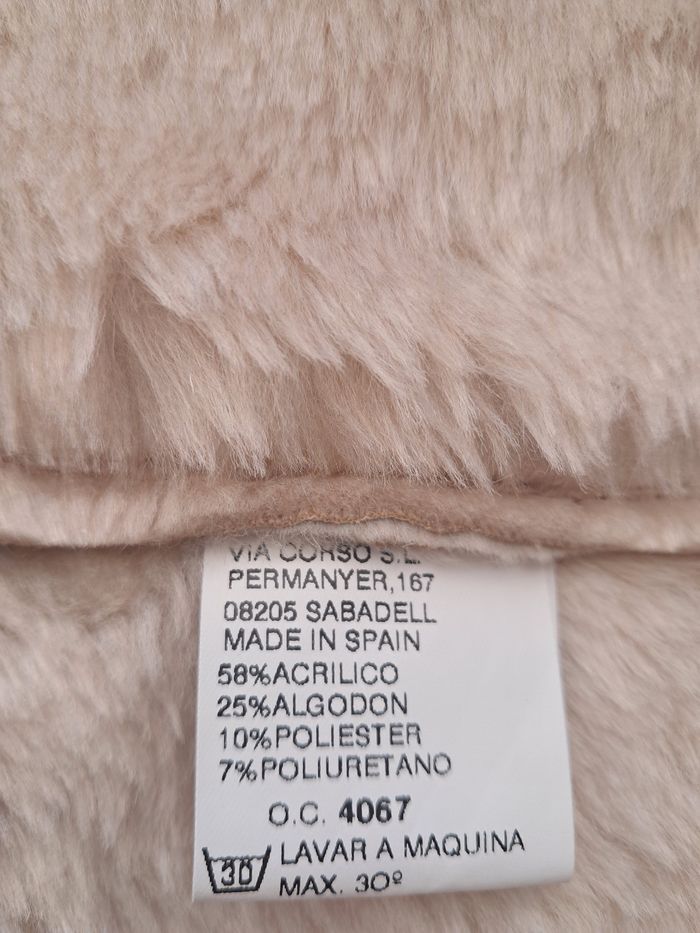 VIA CORSO S.L.
PERMANYER,167
08205 SABADELL
MADE IN SPAIN
58%ACRILICO
25%ALGODON
10%POLIESTER
7%POLIURETANO
O.C. 4067
30 LAVAR A MAQUINA
MAX. 30º